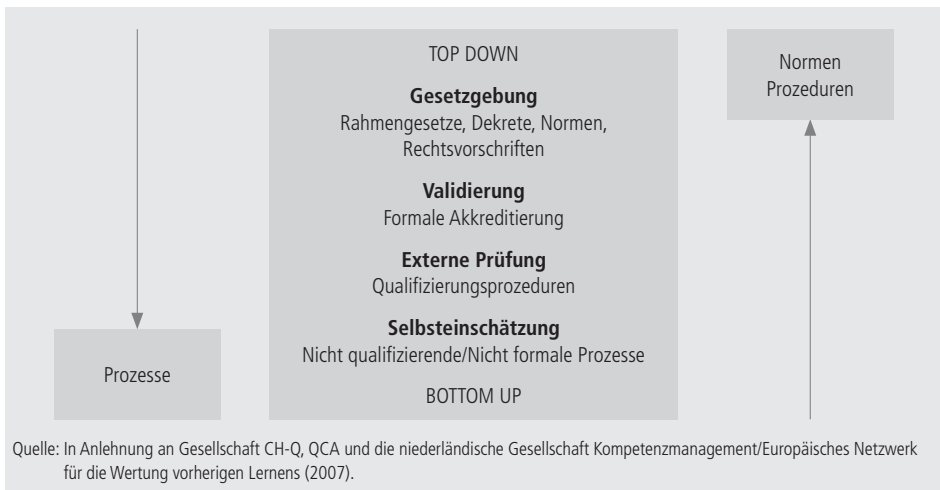 TOP DOWN
Gesetzgebung
Rahmengesetze, Dekrete, Normen,
Rechtsvorschriften
Validierung
Formale Akkreditierung
Externe Prüfung
Qualifizierungsprozeduren
Selbsteinschätzung
Nicht qualifizierende/Nicht formale Prozesse
BOTTOM UP
Normen
Prozeduren
Prozesse
Quelle: In Anlehnung an Gesellschaft CH-Q, QCA und die niederländische Gesellschaft Kompetenzmanagement/Europäisches Netzwerk
für die Wertung vorherigen Lernens (2007).